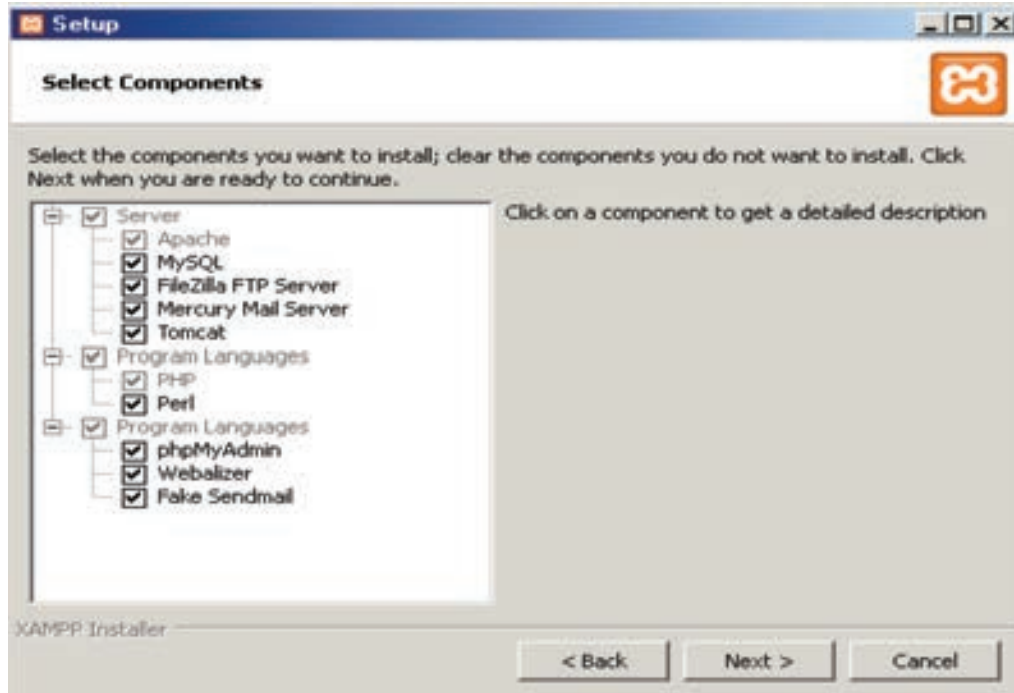 Setup
Select Components
Select the components you want to install; clear the components you do not want to install. Click
Next when you are ready to continue.
Server
Apache
MySQL
FileZilla FTP Server
Mercury Mail Server
Tomcat
Program Languages
PHP
Perl
Program Languages
phpMyAdmin
Webalizer
Fake Sendmail
Click on a component to get a detailed description
XAMPP Installer
< Back
Next >
Cancel